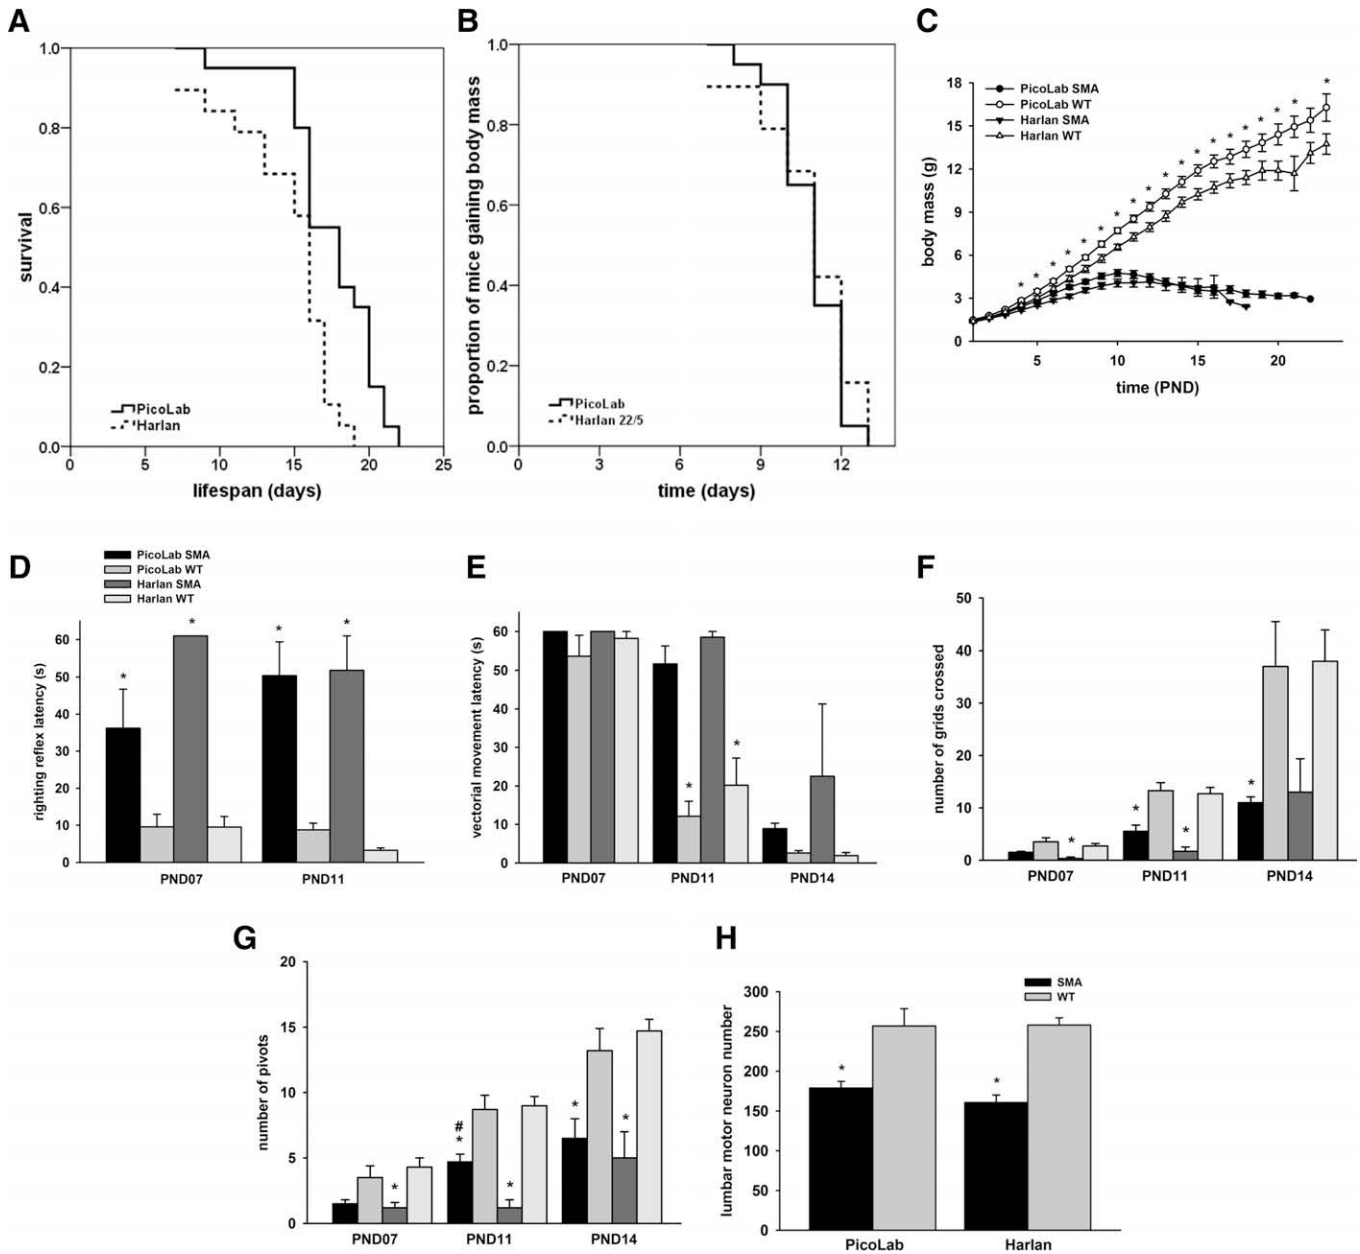 A
1.0
0.8
0.6
0.4
0.2
0.0
survival
PicoLab
Harlan
0 5 10 15 20 25
lifespan (days)
B
1.0
0.8
0.6
0.4
0.2
0.0
proportion of mice gaining body mass
PicoLab
Harlan 22/5
0 3 6 9 12
time (days)
C
PicoLab SMA
PicoLab WT
Harlan SMA
Harlan WT
18
15
12
9
6
3
0
body mass (g)
* * * * * * * * * * * * * * * * * * *
5 10 15 20
time (PND)
D
PicoLab SMA
PicoLab WT
Harlan SMA
Harlan WT
60
50
40
30
20
10
0
righting reflex latency (s)
* * * *
PND07 PND11
E
60
50
40
30
20
10
0
vectorial movement latency (s)
* *
PND07 PND11 PND14
F
50
40
30
20
10
0
number of grids crossed
* * * *
PND07 PND11 PND14
G
20
15
10
5
0
number of pivots
#
* * * * *
PND07 PND11 PND14
H
SMA
WT
300
250
200
150
100
50
0
lumbar motor neuron number
* *
PicoLab Harlan